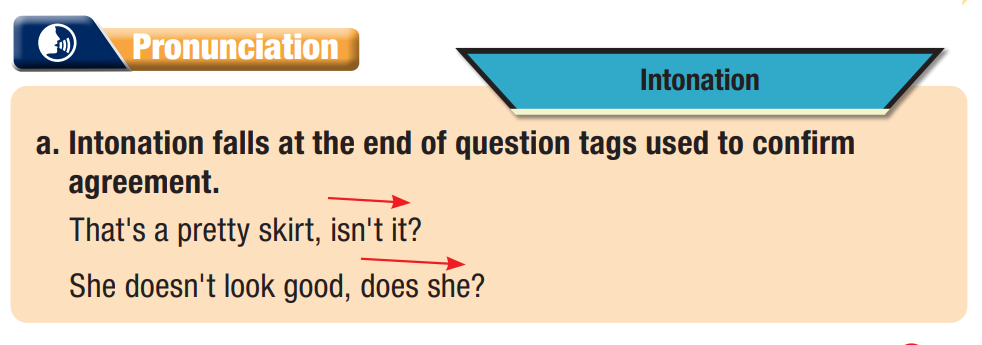 Pronunciation
Intonation
a. Intonation falls at the end of question tags used to confirm
agreement.
That's a pretty skirt, isn't it?
She doesn't look good, does she?